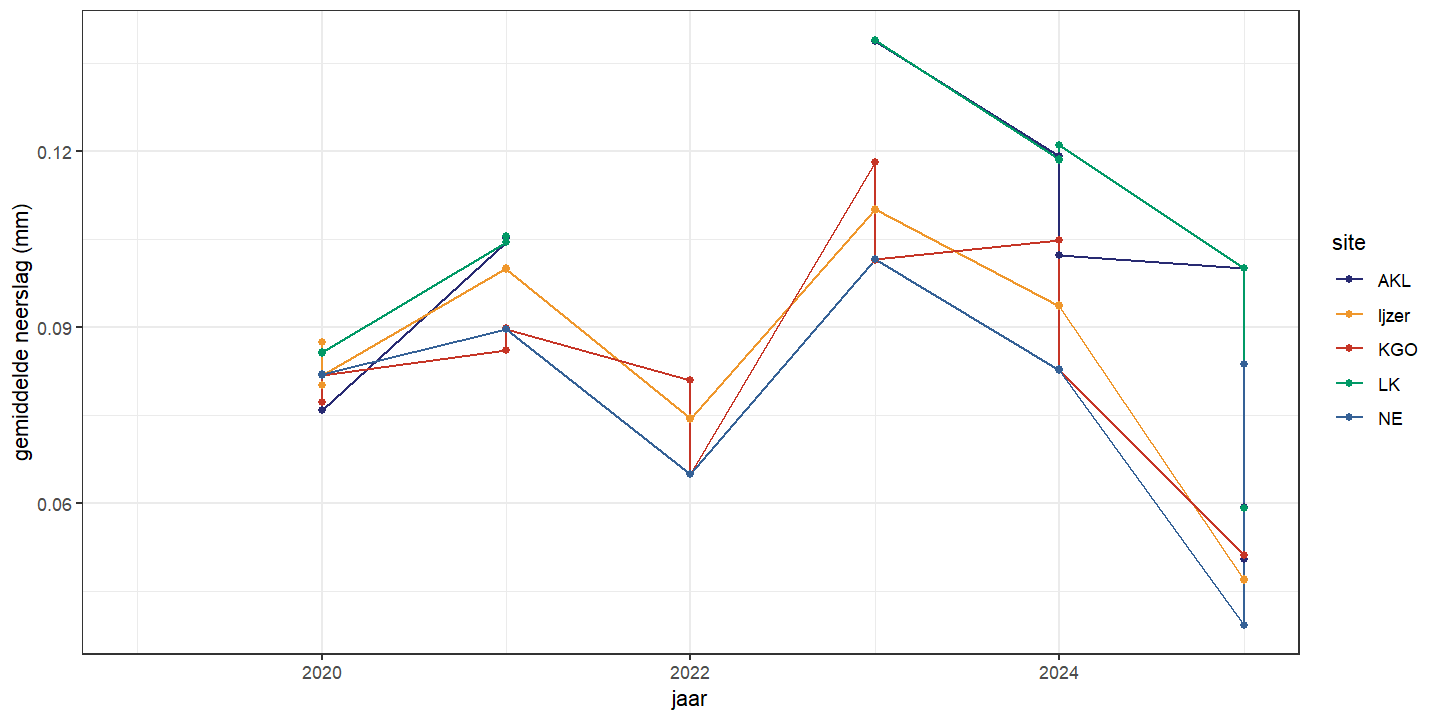 gemiddelde neerslag (mm)
0.12
0.09
0.06
2020
2022
2024
jaar
site
AKL
Ijzer
KGO
LK
NE